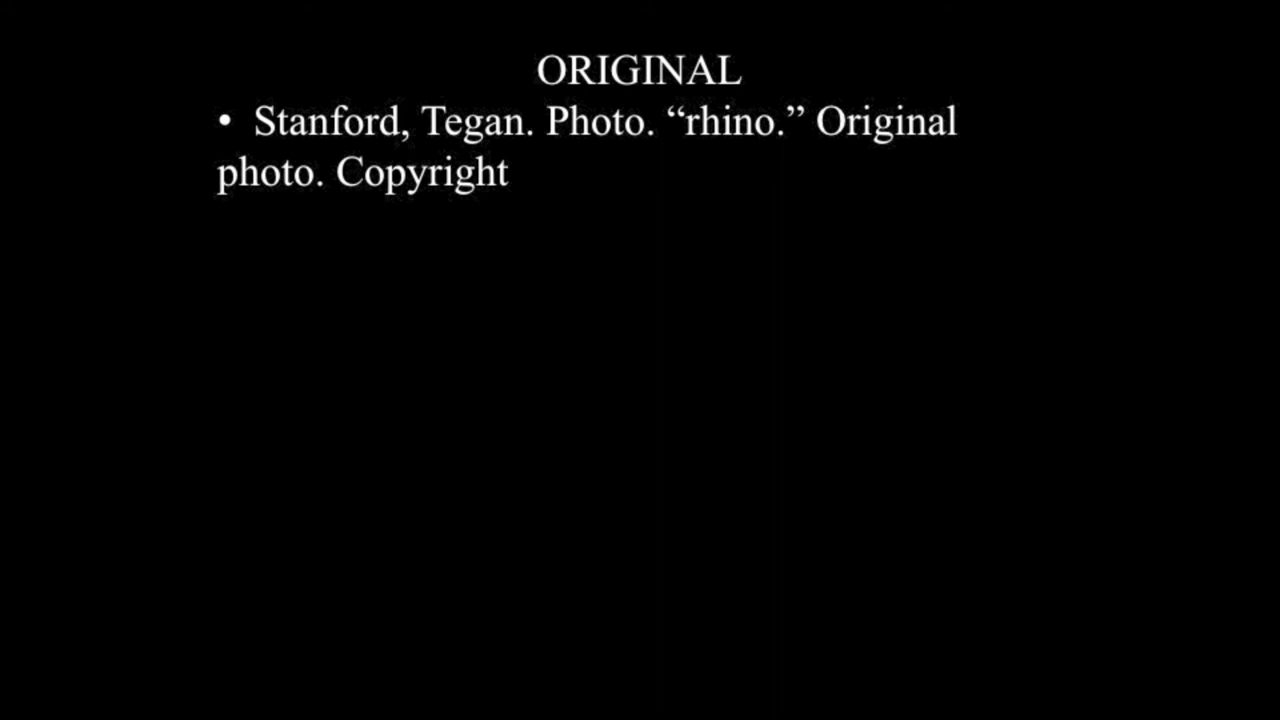 ORIGINAL
• Stanford, Tegan. Photo. “rhino.” Original
photo. Copyright